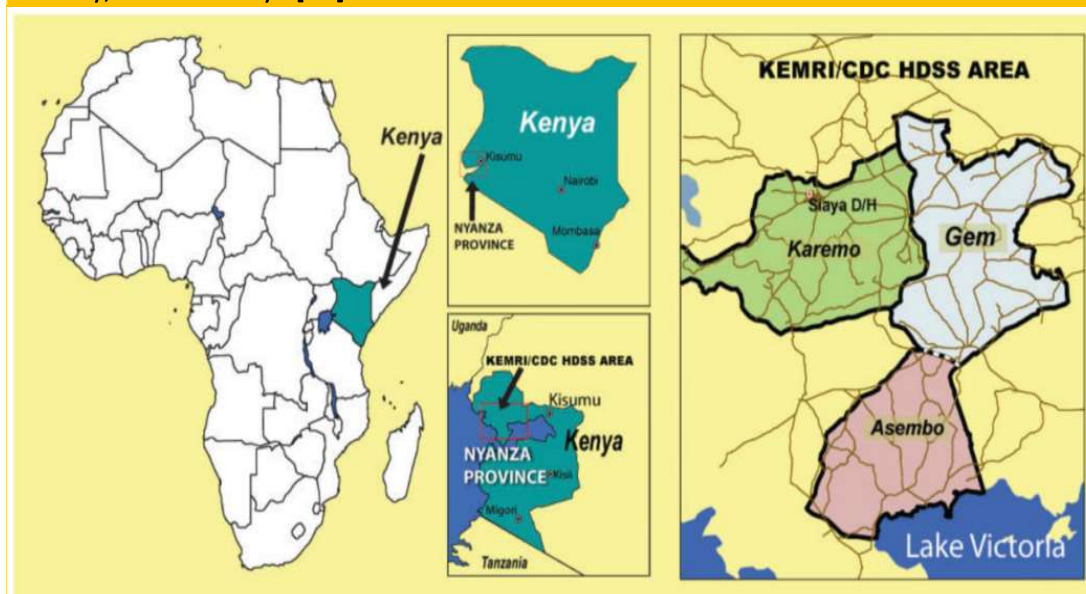 Kenya
Kenya
Kisumu
Nairobi
NYANZA
PROVINCE
Mombasa
Uganda
KEMRI/CDC HDSS AREA
Kisumu
Kenya
NYANZA
PROVINCE
Kisii
Migori
Tanzania
KEMRI/CDC HDSS AREA
Siaya D/H
Karemo
Gem
Asembo
Lake Victoria